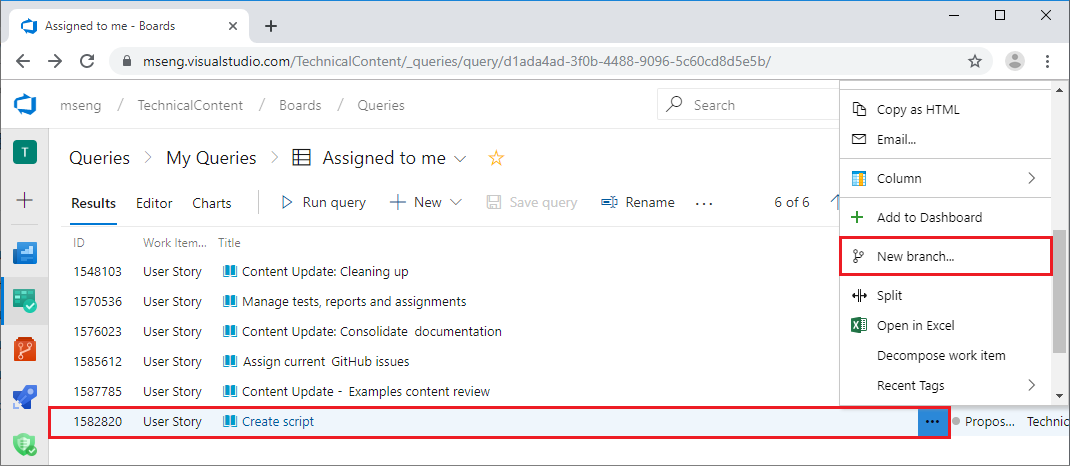 Assigned to me - Boards
mseng.visualstudio.com/TechnicalContent/_queries/query/d1ada4ad-3f0b-4488-9096-5c60cd8d5e5b/
mseng / TechnicalContent / Boards / Queries
Search
T
Queries > My Queries > Assigned to me
Results Editor Charts Run query New Save query Rename ... 6 of 6
ID Work Item... Title
1548103 User Story Content Update: Cleaning up
1570536 User Story Manage tests, reports and assignments
1576023 User Story Content Update: Consolidate documentation
1585612 User Story Assign current GitHub issues
1587785 User Story Content Update - Examples content review
1582820 User Story Create script ... Propos... Technic
Copy as HTML
Email...
Column
Add to Dashboard
New branch...
Split
Open in Excel
Decompose work item
Recent Tags